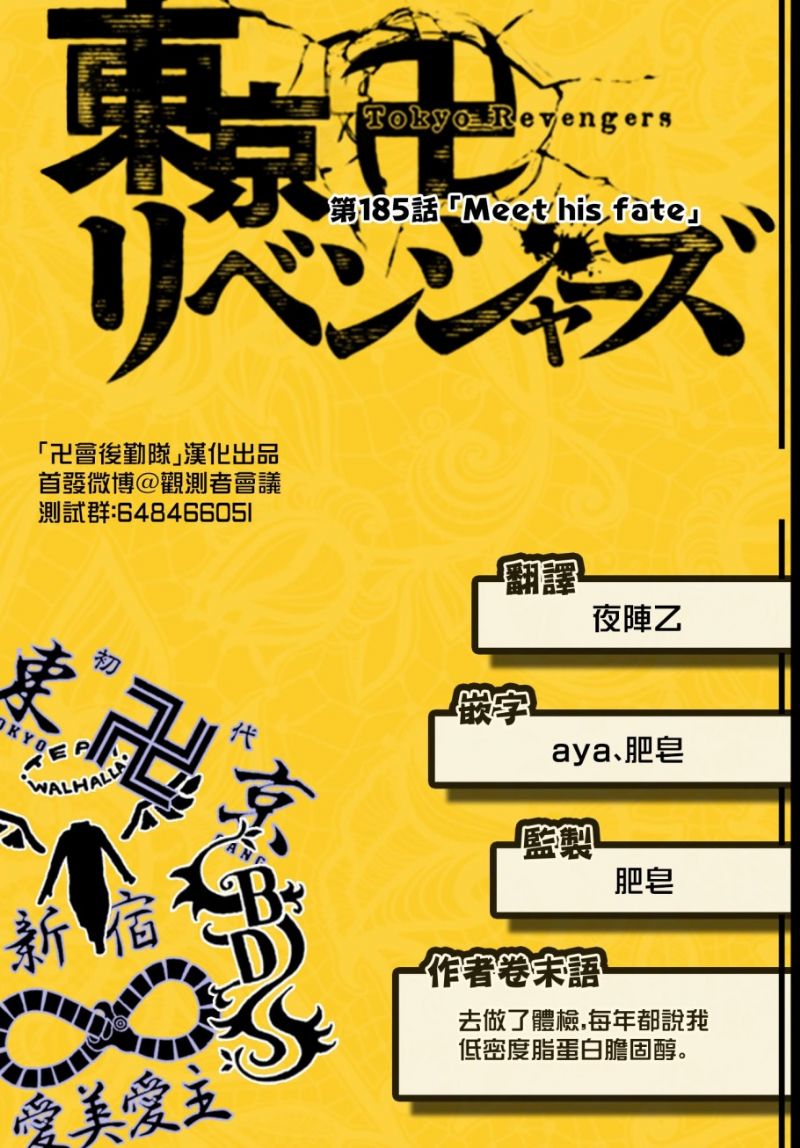 東京卍
Tokyo Revengers
第185話「Meet his fate」
リベンジャーズ
「卍會後勤隊」漢化出品
首發微博@觀測者會議
測試群:648466051
翻譯
夜陣乙
嵌字
aya、肥皂
監製
肥皂
作者卷末語
去做了體檢,每年都說我
低密度脂蛋白膽固醇。
初
代
東
卍
京
TOKYO
WALHALLA
BD
新宿
愛美愛主